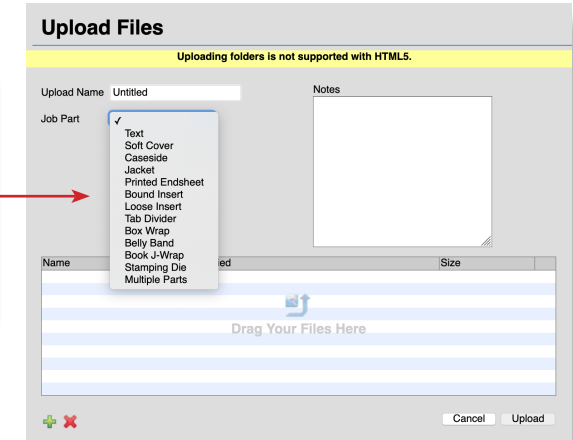 Upload Files
Uploading folders is not supported with HTML5.
Upload Name Untitled
Notes
Job Part
✓
Text
Soft Cover
Caseside
Jacket
Printed Endsheet
Bound Insert
Loose Insert
Tab Divider
Box Wrap
Belly Band
Book J-Wrap
Stamping Die
Multiple Parts
Name
Size
Drag Your Files Here
Cancel Upload